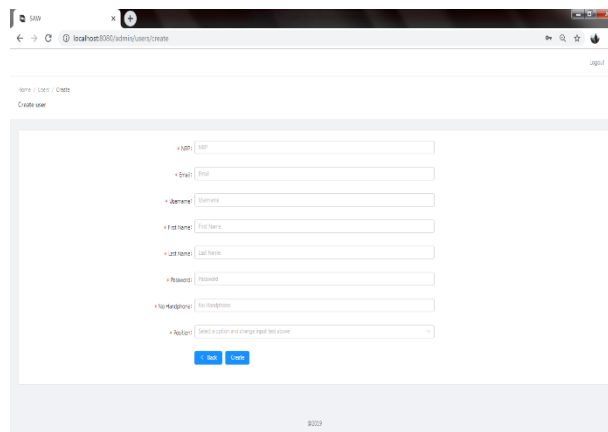 SAW
localhost:8080/admin/users/create
Logout
Home / Users / Create
Create user
* NRP: NRP
* Email: Email
* Username: Username
* First Name: First Name
* Last Name: Last Name
* Password: Password
* No Handphone: No Handphone
* Position: Select a option and change input text above
< Back Create
©2019